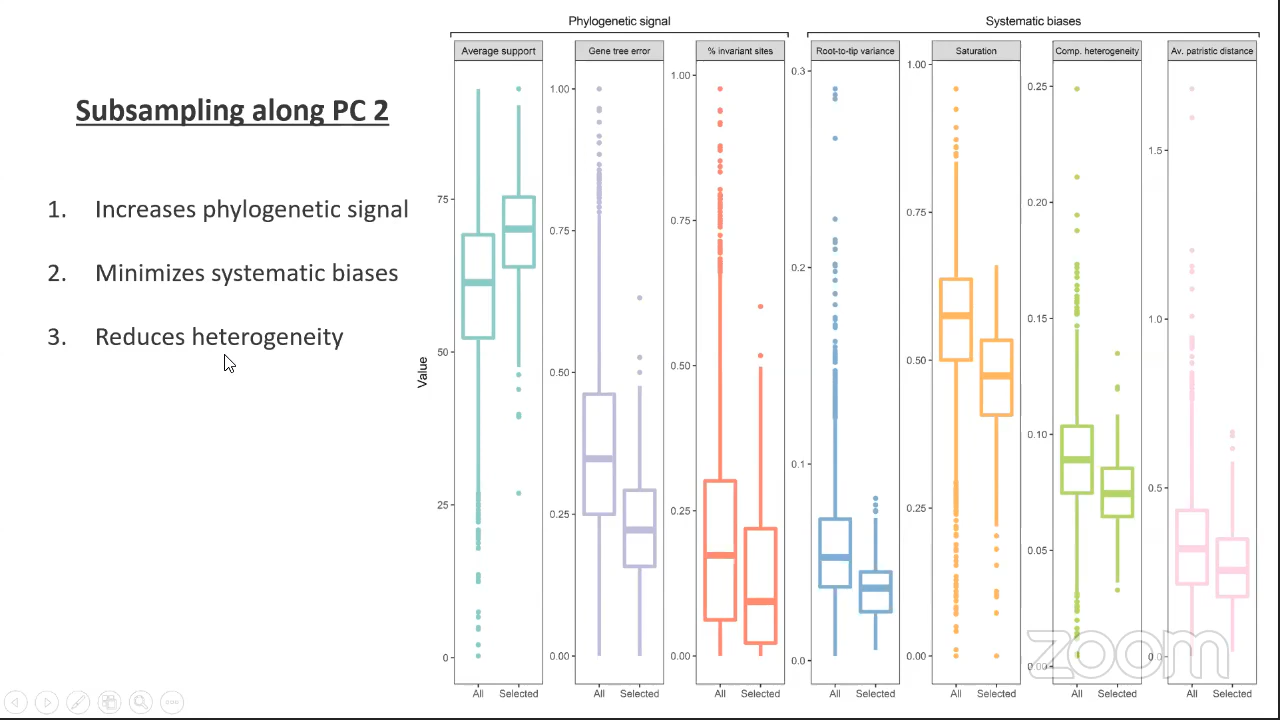 Phylogenetic signal
Systematic biases
Average support
Gene tree error
% invariant sites
Root-to-tip variance
Saturation
Comp. heterogeneity
Av. patristic distance
Subsampling along PC 2
1. Increases phylogenetic signal
2. Minimizes systematic biases
3. Reduces heterogeneity
Value
75
50
25
0
1.00
0.75
0.50
0.25
0.00
1.00
0.75
0.50
0.25
0.00
0.3
0.2
0.1
0.0
1.00
0.75
0.50
0.25
0.00
0.25
0.20
0.15
0.10
0.05
0.00
1.5
1.0
0.5
0.0
All Selected
All Selected
All Selected
All Selected
All Selected
All Selected
All Selected
zoom